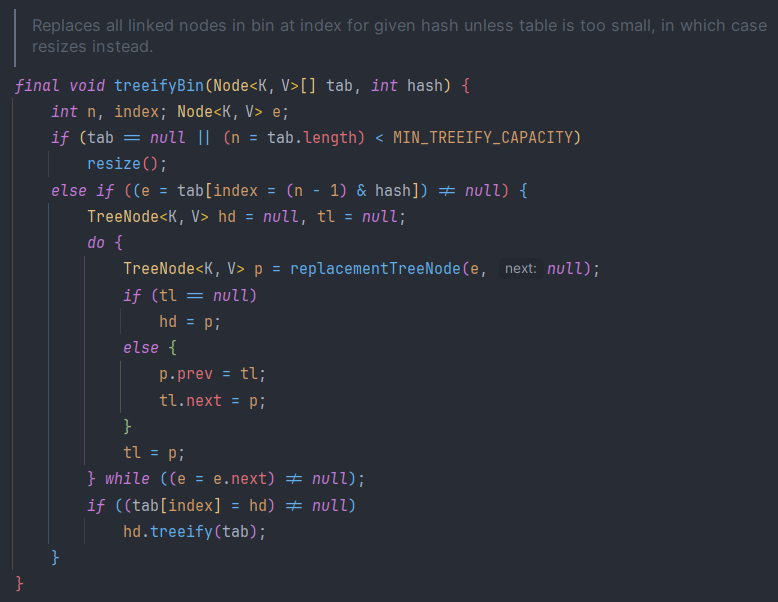 Replaces all linked nodes in bin at index for given hash unless table is too small, in which case
resizes instead.
final void treeifyBin(Node<K,V>[] tab, int hash) {
    int n, index; Node<K,V> e;
    if (tab == null || (n = tab.length) < MIN_TREEIFY_CAPACITY)
        resize();
    else if ((e = tab[index = (n - 1) & hash]) != null) {
        TreeNode<K,V> hd = null, tl = null;
        do {
            TreeNode<K,V> p = replacementTreeNode(e, next: null);
            if (tl == null)
                hd = p;
            else {
                p.prev = tl;
                tl.next = p;
            }
            tl = p;
        } while ((e = e.next) != null);
        if ((tab[index] = hd) != null)
            hd.treeify(tab);
    }
}